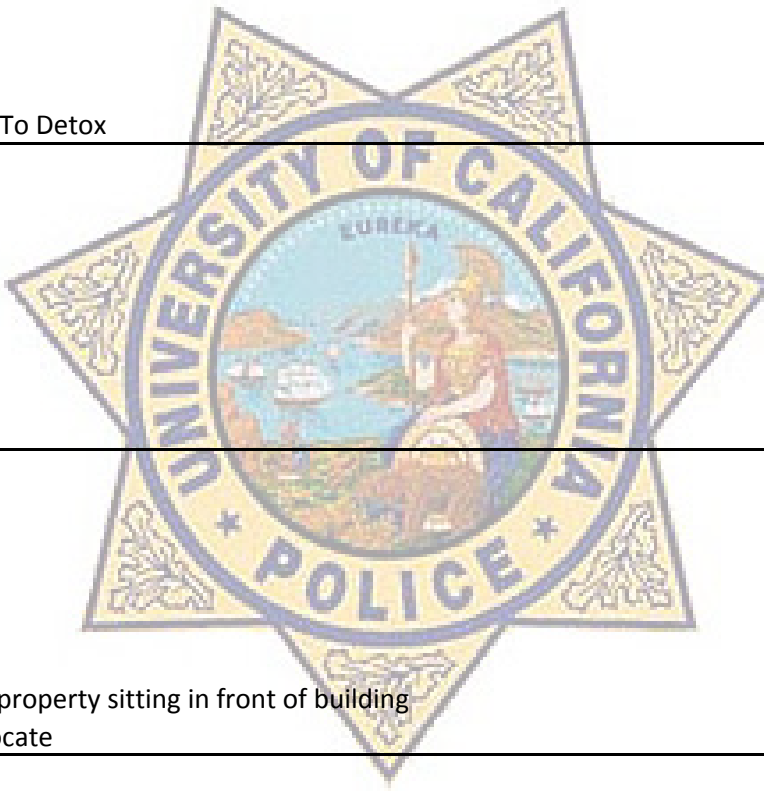 To Detox
UNIVERSITY OF CALIFORNIA
EUREKA
POLICE
property sitting in front of building
ocate